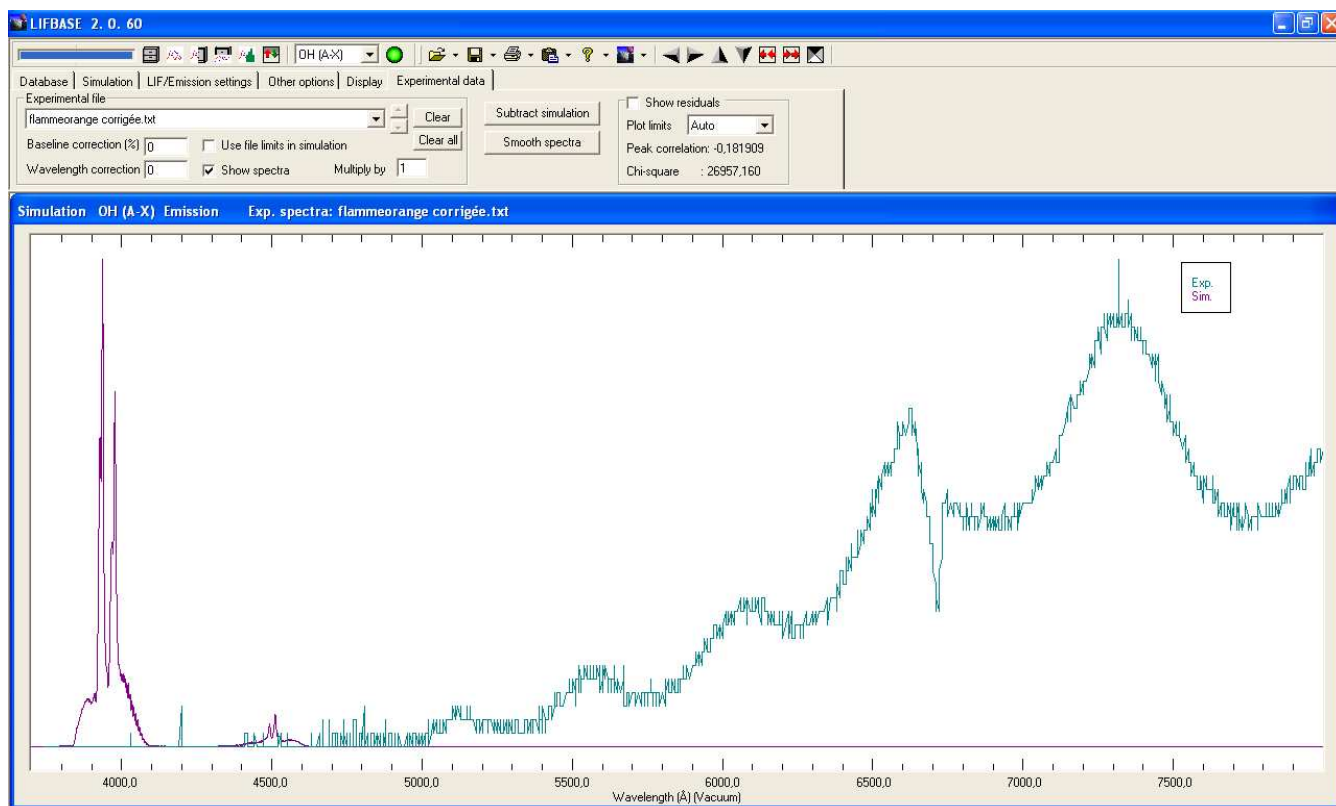 LIFBASE 2. 0. 60
OH (A-X)
Database Simulation LIF/Emission settings Other options Display Experimental data
Experimental file
flammeorange corrigée.txt
Clear
Baseline correction (%) 0
Use file limits in simulation
Clear all
Wavelength correction 0
Show spectra
Multiply by 1
Subtract simulation
Smooth spectra
Show residuals
Plot limits Auto
Peak correlation: -0,181909
Chi-square : 26957,160
Simulation OH (A-X) Emission Exp. spectra: flammeorange corrigée.txt
Exp.
Sim.
4000,0 4500,0 5000,0 5500,0 6000,0 6500,0 7000,0 7500,0
Wavelength (Å) (Vacuum)